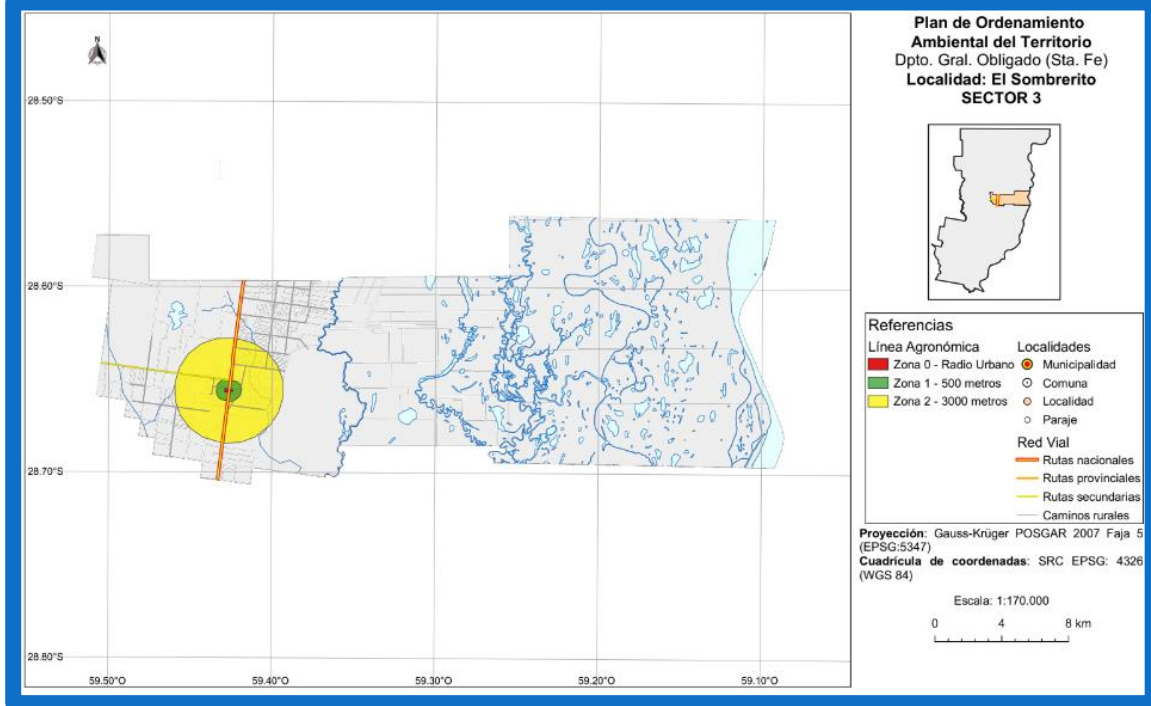 Plan de Ordenamiento
Ambiental del Territorio
Dpto. Gral. Obligado (Sta. Fe)
Localidad: El Sombrerito
SECTOR 3
N
28.50°S
28.60°S
28.70°S
28.80°S
59.50°O
59.40°O
59.30°O
59.20°O
59.10°O
Referencias
Línea Agronómica
Zona 0 - Radio Urbano
Zona 1 - 500 metros
Zona 2 - 3000 metros
Localidades
Municipalidad
Comuna
Localidad
Paraje
Red Vial
Rutas nacionales
Rutas provinciales
Rutas secundarias
Caminos rurales
Proyección: Gauss-Krüger POSGAR 2007 Faja 5
(EPSG:5347)
Cuadrícula de coordenadas: SRC EPSG: 4326
(WGS 84)
Escala: 1:170.000
0 4 8 km